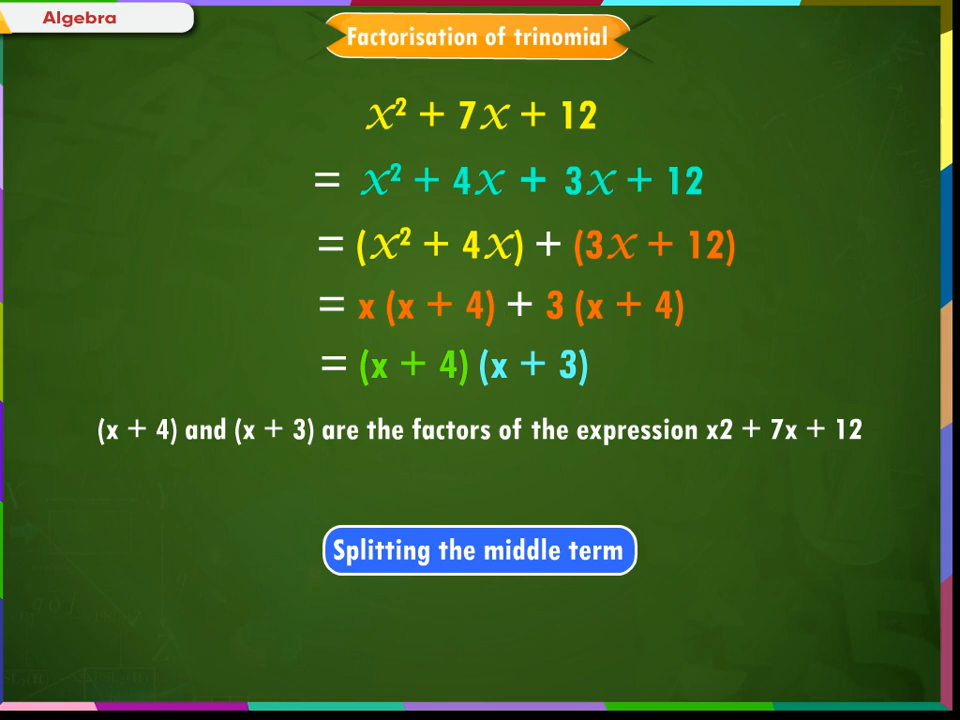 Algebra
Factorisation of trinomial
x² + 7x + 12
= x² + 4x + 3x + 12
= (x² + 4x) + (3x + 12)
= x (x + 4) + 3 (x + 4)
= (x + 4) (x + 3)
(x + 4) and (x + 3) are the factors of the expression x2 + 7x + 12
Splitting the middle term